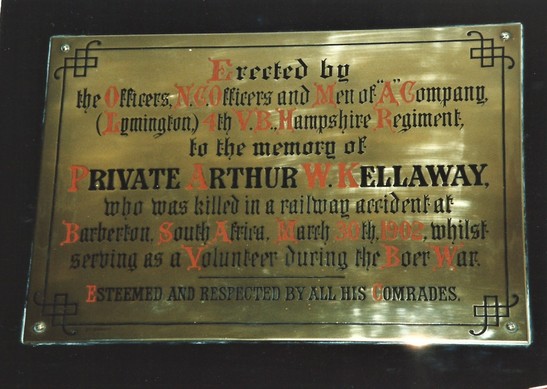 Erected by
the Officers, N.C.Officers and Men of "A" Company,
(Lymington) 4th V.B., Hampshire Regiment,
to the memory of
PRIVATE ARTHUR W. KELLAWAY,
who was killed in a railway accident at
Barberton, South Africa, March 30th, 1902, whilst
serving as a Volunteer during the Boer War.
ESTEEMED AND RESPECTED BY ALL HIS COMRADES.